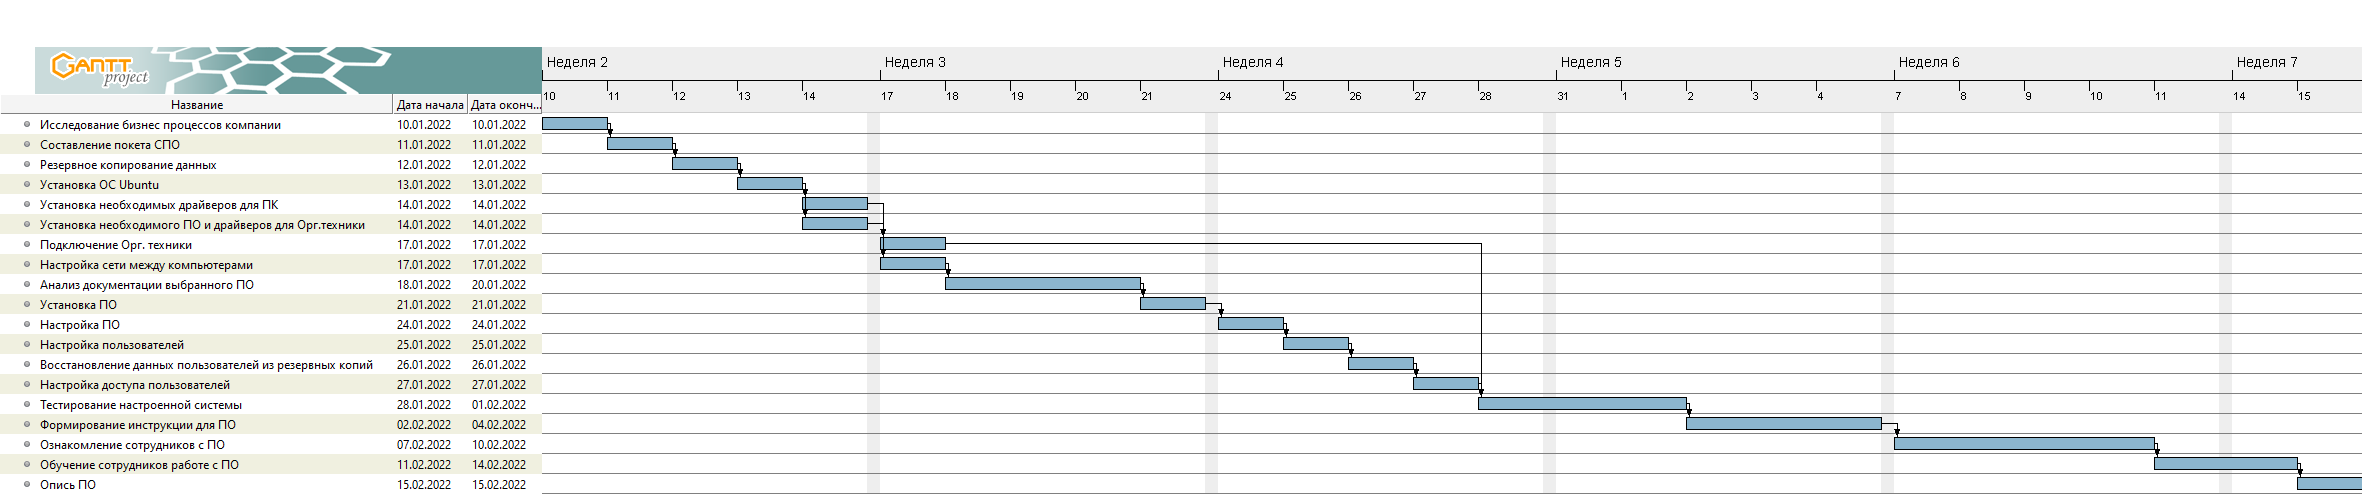 GANTT
project
Неделя 2 Неделя 3 Неделя 4 Неделя 5 Неделя 6 Неделя 7
10 11 12 13 14 17 18 19 20 21 24 25 26 27 28 31 1 2 3 4 7 8 9 10 11 14 15
Название Дата начала Дата оконч...
Исследование бизнес процессов компании 10.01.2022 10.01.2022
Составление покета СПО 11.01.2022 11.01.2022
Резервное копирование данных 12.01.2022 12.01.2022
Установка ОС Ubuntu 13.01.2022 13.01.2022
Установка необходимых драйверов для ПК 14.01.2022 14.01.2022
Установка необходимого ПО и драйверов для Орг.техники 14.01.2022 14.01.2022
Подключение Орг. техники 17.01.2022 17.01.2022
Настройка сети между компьютерами 17.01.2022 17.01.2022
Анализ документации выбранного ПО 18.01.2022 20.01.2022
Установка ПО 21.01.2022 21.01.2022
Настройка ПО 24.01.2022 24.01.2022
Настройка пользователей 25.01.2022 25.01.2022
Восстановление данных пользователей из резервных копий 26.01.2022 26.01.2022
Настройка доступа пользователей 27.01.2022 27.01.2022
Тестирование настроенной системы 28.01.2022 01.02.2022
Формирование инструкции для ПО 02.02.2022 04.02.2022
Ознакомление сотрудников с ПО 07.02.2022 10.02.2022
Обучение сотрудников работе с ПО 11.02.2022 14.02.2022
Опись ПО 15.02.2022 15.02.2022